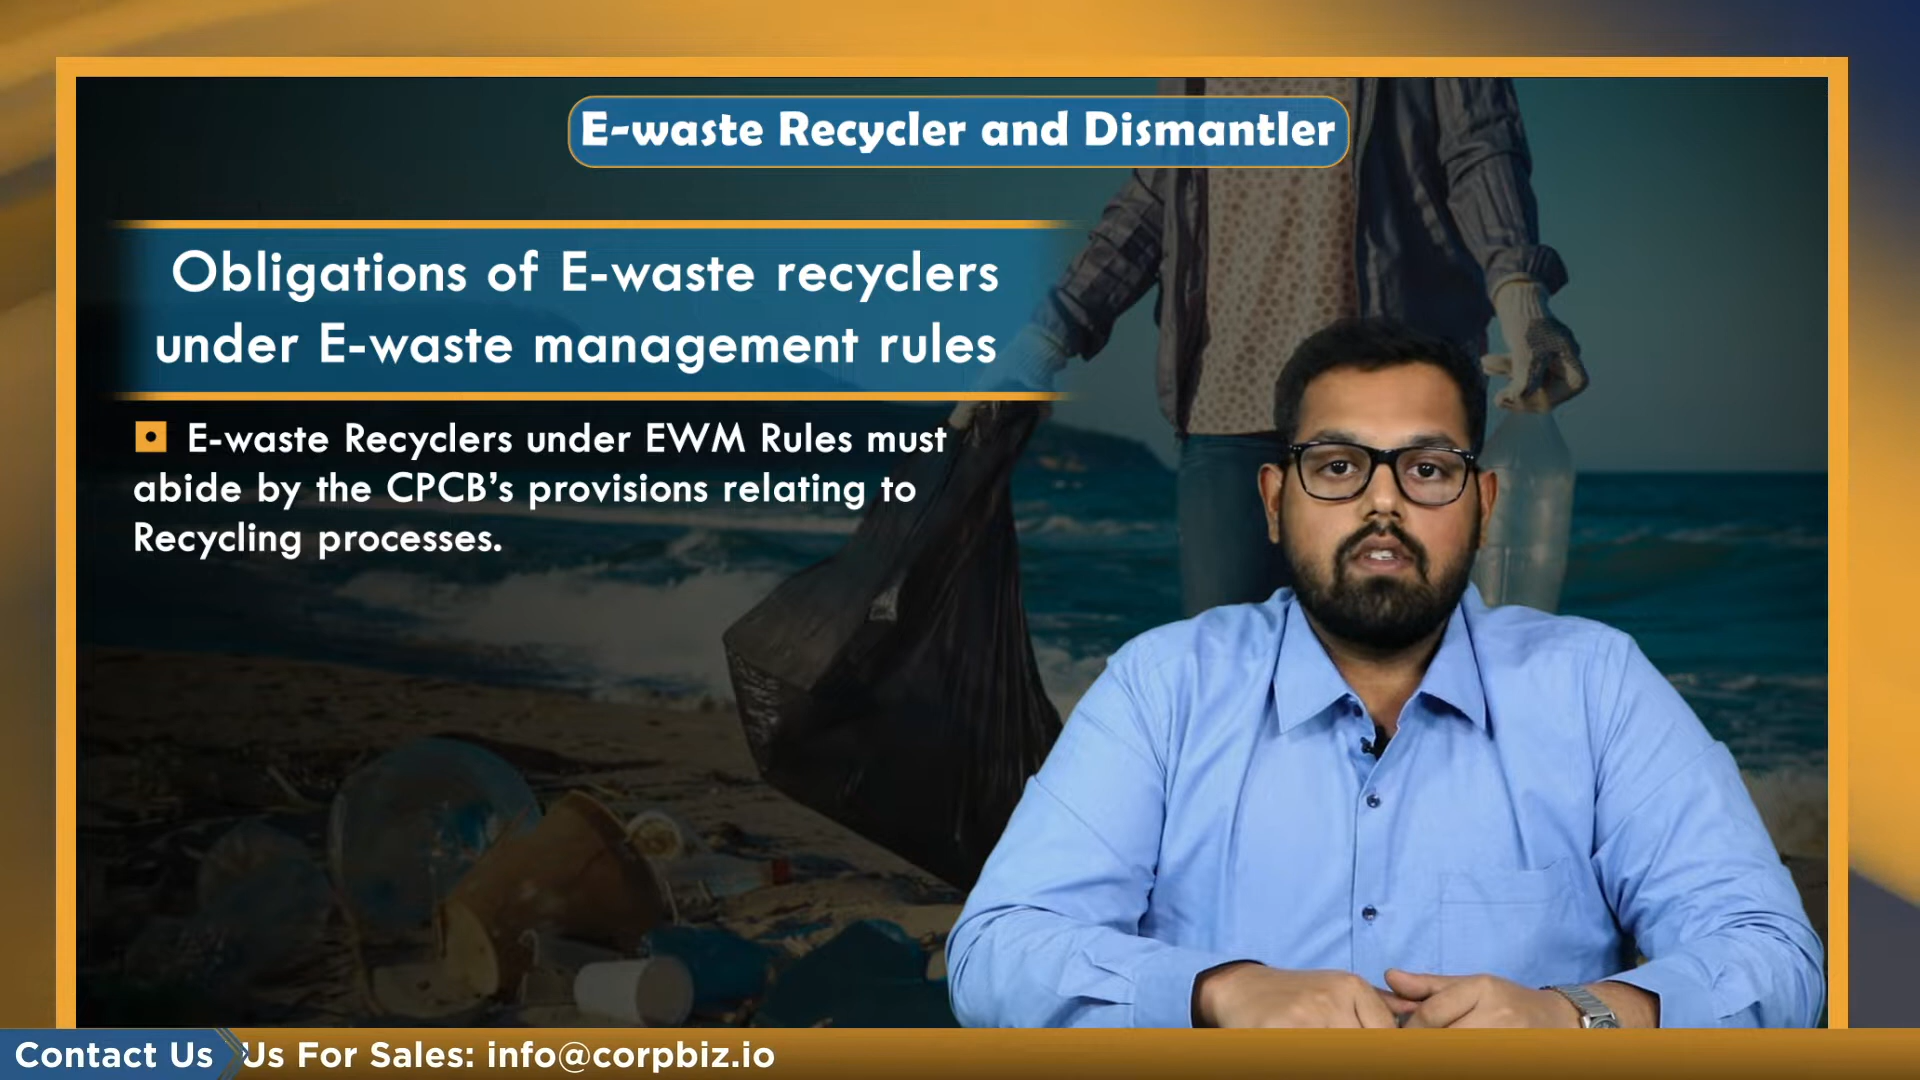 E-waste Recycler and Dismantler
Obligations of E-waste recyclers
under E-waste management rules
E-waste Recyclers under EWM Rules must
abide by the CPCB's provisions relating to
Recycling processes.
Contact Us
Us For Sales: info@corpbiz.io